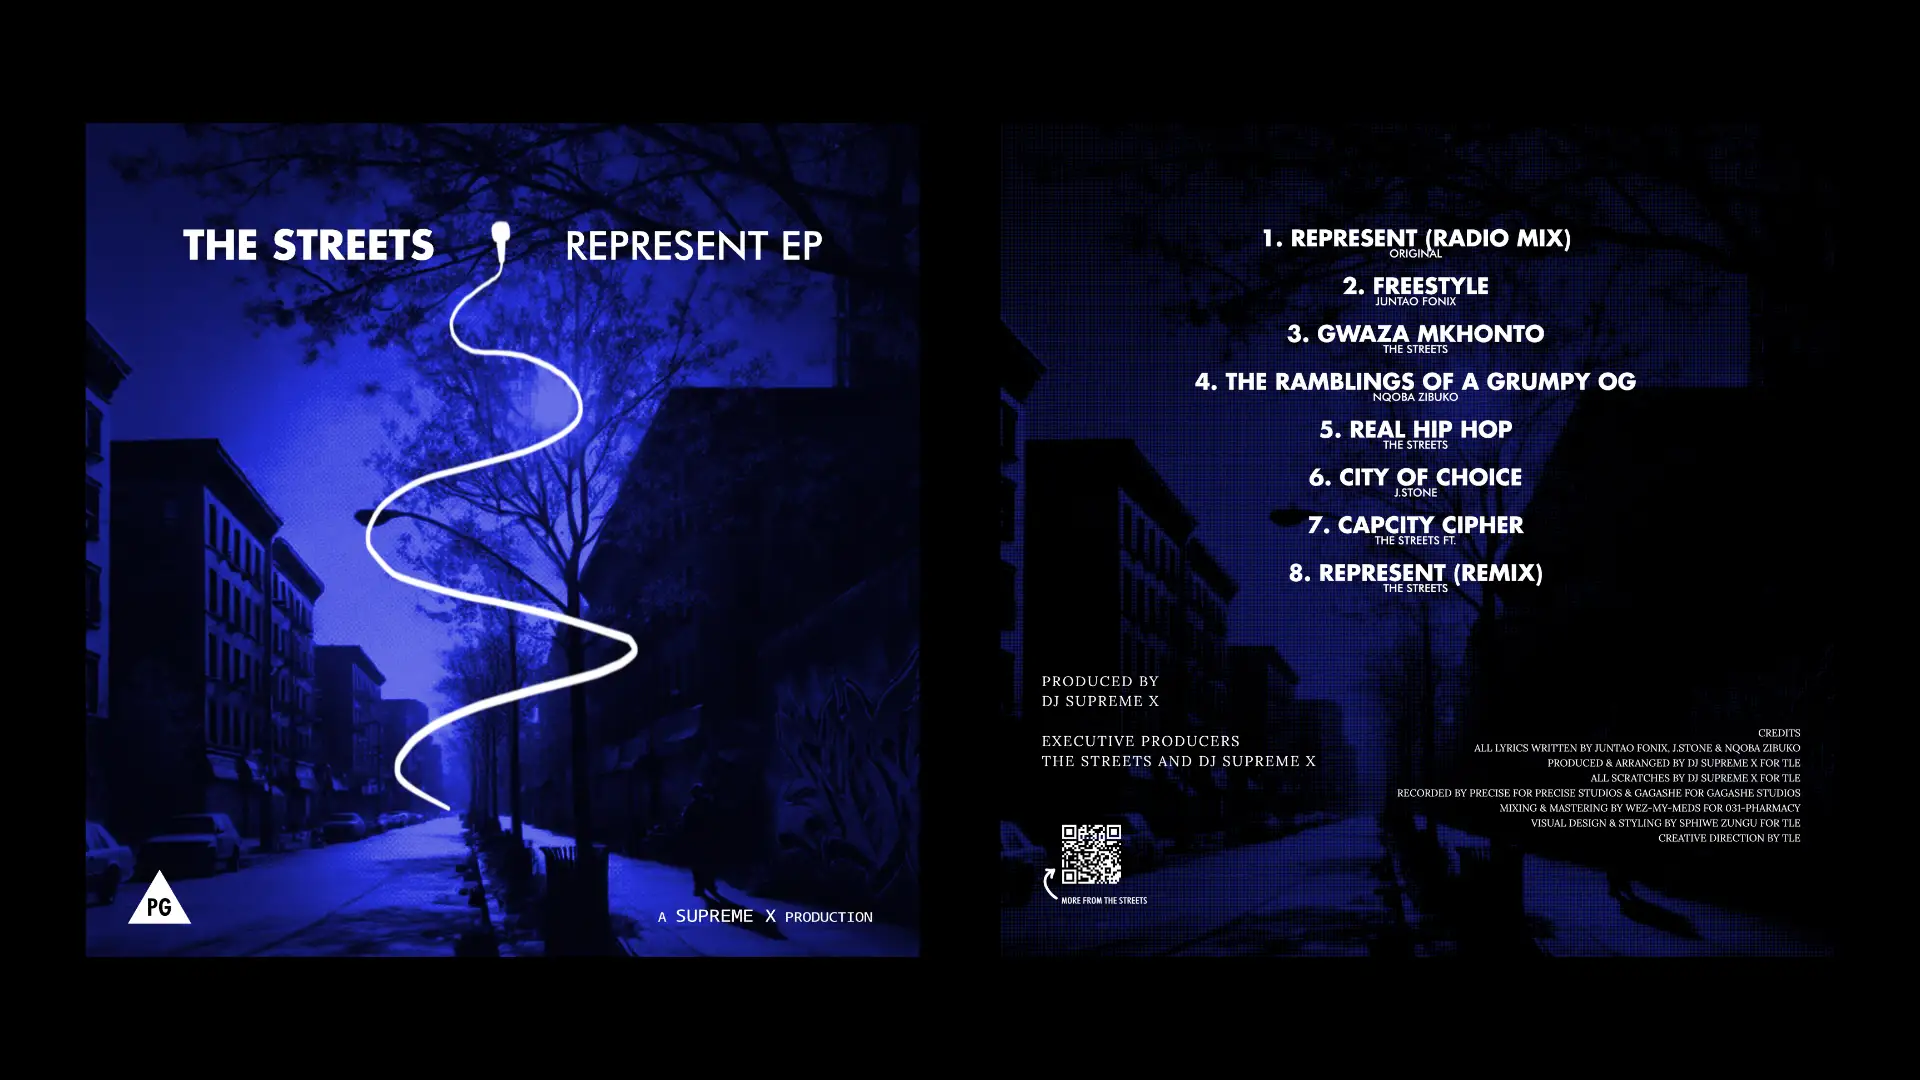 THE STREETS
REPRESENT EP
PG
A SUPREME X PRODUCTION
1. REPRESENT (RADIO MIX)
ORIGINAL
2. FREESTYLE
JUNTAO FONIX
3. GWAZA MKHONTO
THE STREETS
4. THE RAMBLINGS OF A GRUMPY OG
NQOBA ZIBUKO
5. REAL HIP HOP
THE STREETS
6. CITY OF CHOICE
J.STONE
7. CAPCITY CIPHER
THE STREETS FT.
8. REPRESENT (REMIX)
THE STREETS
PRODUCED BY
DJ SUPREME X
EXECUTIVE PRODUCERS
THE STREETS AND DJ SUPREME X
MORE FROM THE STREETS
CREDITS
ALL LYRICS WRITTEN BY JUNTAO FONIX, J.STONE & NQOBA ZIBUKO
PRODUCED & ARRANGED BY DJ SUPREME X FOR TLE
ALL SCRATCHES BY DJ SUPREME X FOR TLE
RECORDED BY PRECISE FOR PRECISE STUDIOS & GAGASHE FOR GAGASHE STUDIOS
MIXING & MASTERING BY WEZ-MY-MEDS FOR 031-PHARMACY
VISUAL DESIGN & STYLING BY SPHIWE ZUNGU FOR TLE
CREATIVE DIRECTION BY TLE